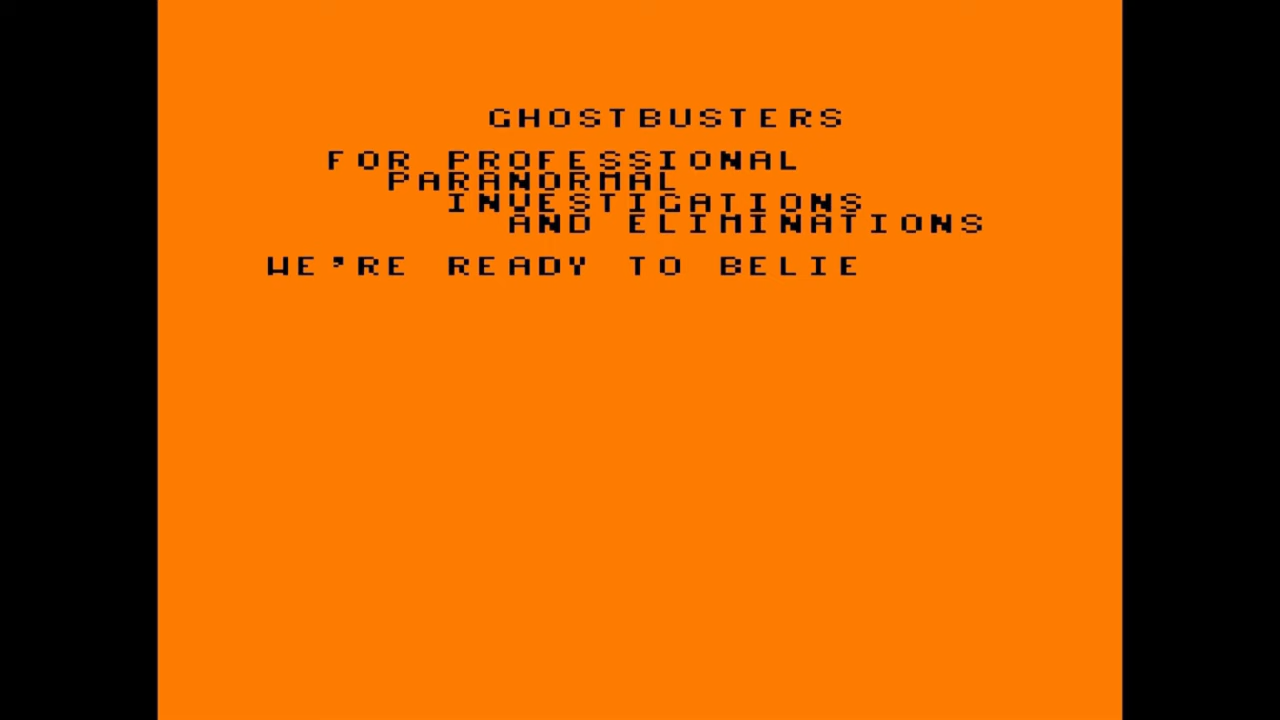 GHOSTBUSTERS
FOR PROFESSIONAL
PARANORMAL
INVESTIGATIONS
AND ELIMINATIONS
WE'RE READY TO BELIE